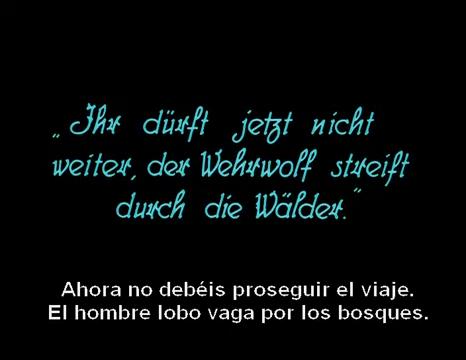 „Ihr dürft jetzt nicht
weiter, der Wehrwolf streift
durch die Wälder.”
Ahora no debéis proseguir el viaje.
El hombre lobo vaga por los bosques.